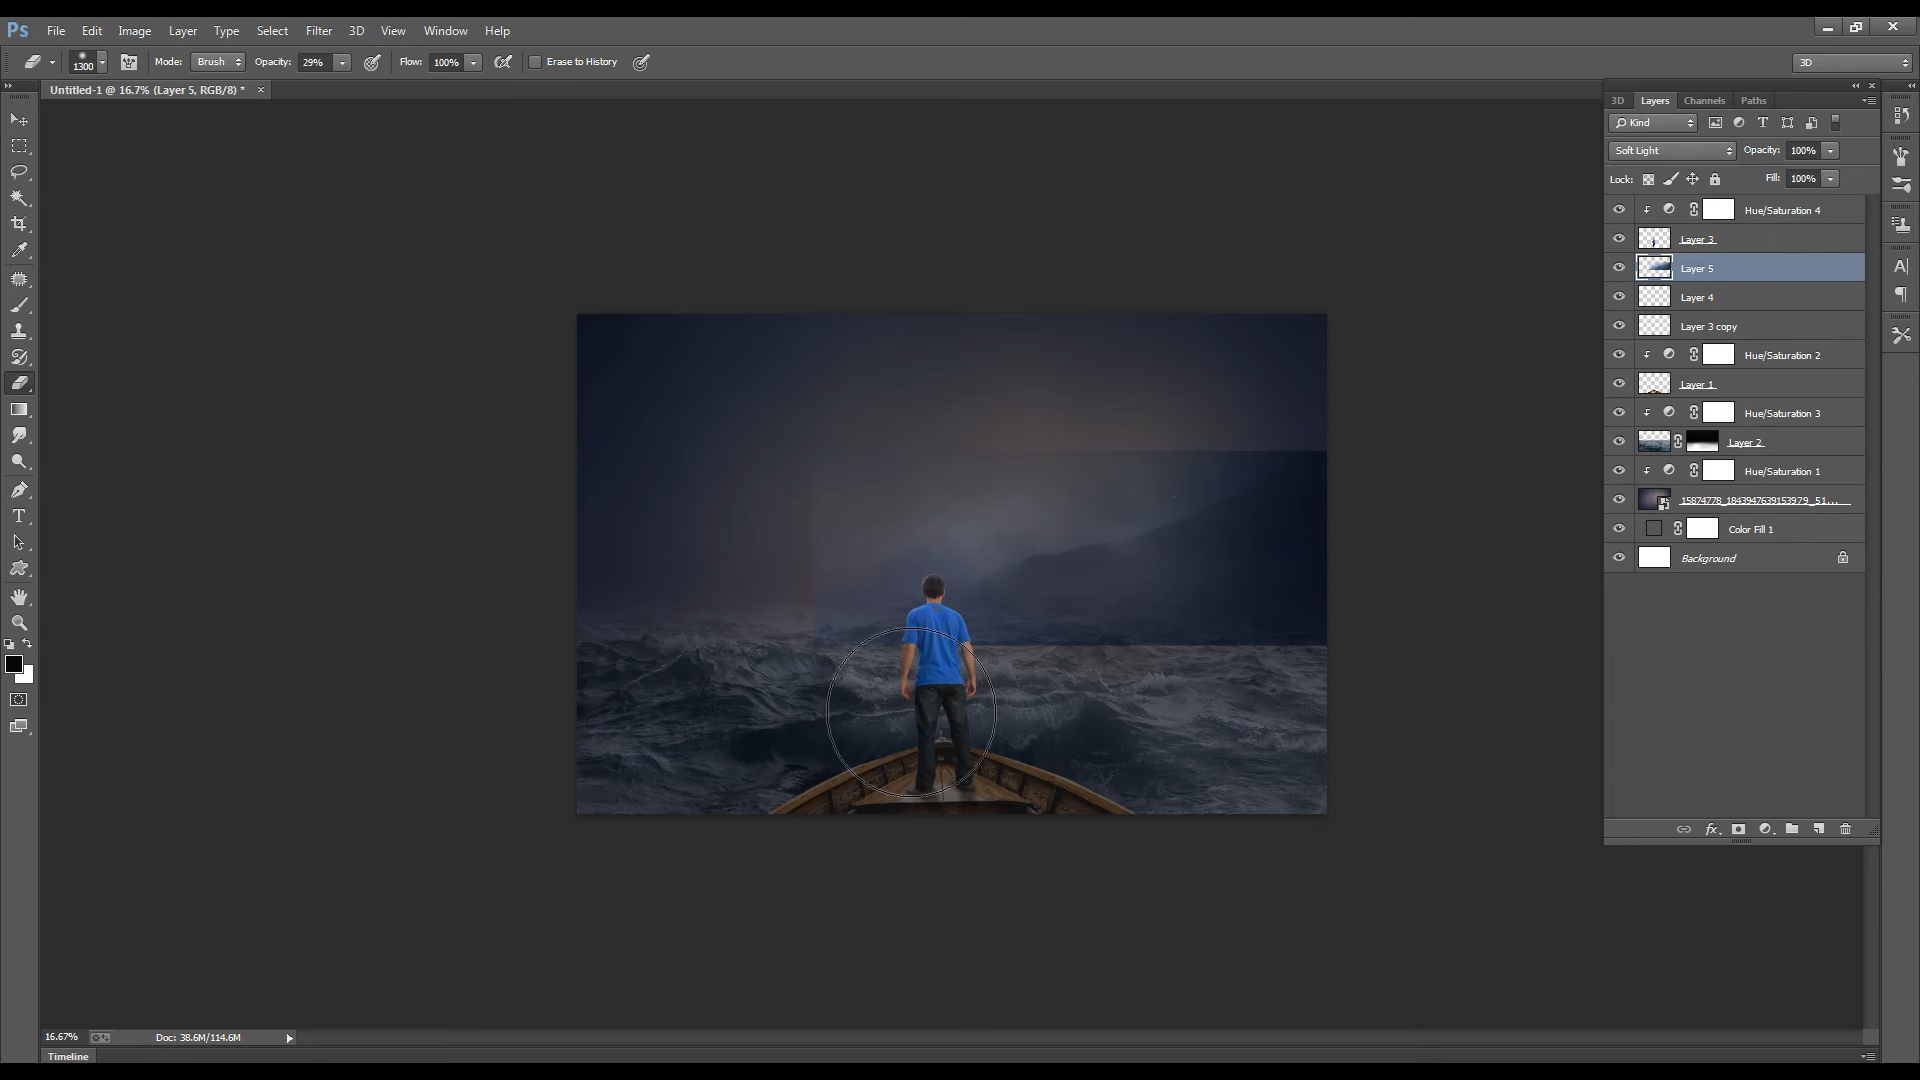 Ps File Edit Image Layer Type Select Filter 3D View Window Help
1300 Mode: Brush Opacity: 29% Flow: 100% Erase to History 3D
Untitled-1 @ 16.7% (Layer 5, RGB/8) * ×
3D Layers Channels Paths
Kind T
Soft Light Opacity: 100%
Lock: Fill: 100%
Hue/Saturation 4
Layer 3
Layer 5
Layer 4
Layer 3 copy
Hue/Saturation 2
Layer 1
Hue/Saturation 3
Layer 2
Hue/Saturation 1
15874778_1843947639153979_51...
Color Fill 1
Background
fx
16.67% Doc: 38.6M/114.6M
Timeline